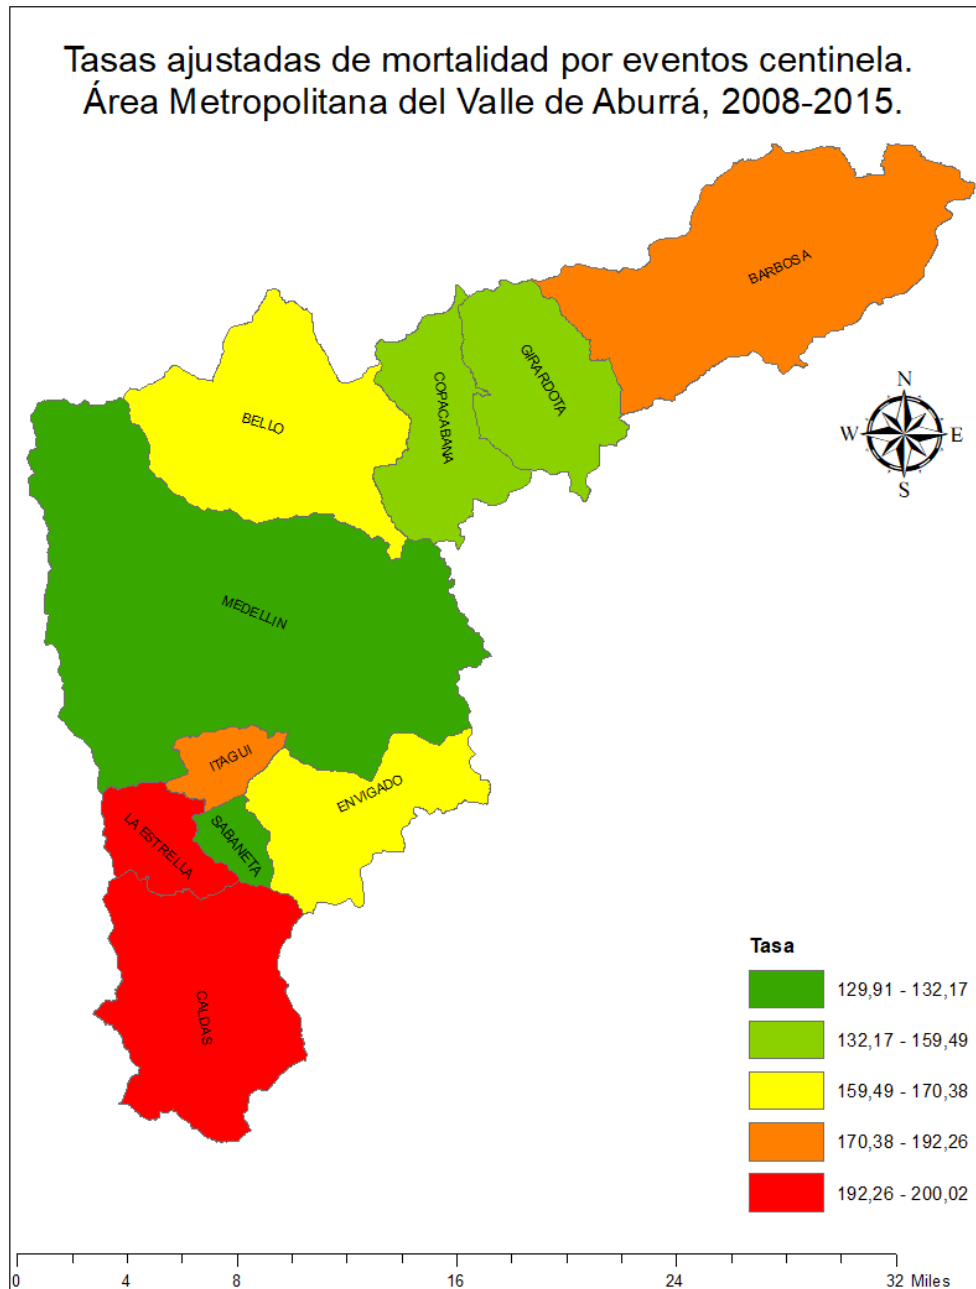 Tasas ajustadas de mortalidad por eventos centinela.
Área Metropolitana del Valle de Aburrá, 2008-2015.
BARBOSA
GIRARDOTA
COPACABANA
BELLO
N
W
E
S
MEDELLIN
ITAGUI
ENVIGADO
SABANETA
LA ESTRELLA
CALDAS
Tasa
129,91 - 132,17
132,17 - 159,49
159,49 - 170,38
170,38 - 192,26
192,26 - 200,02
0 4 8 16 24 32 Miles